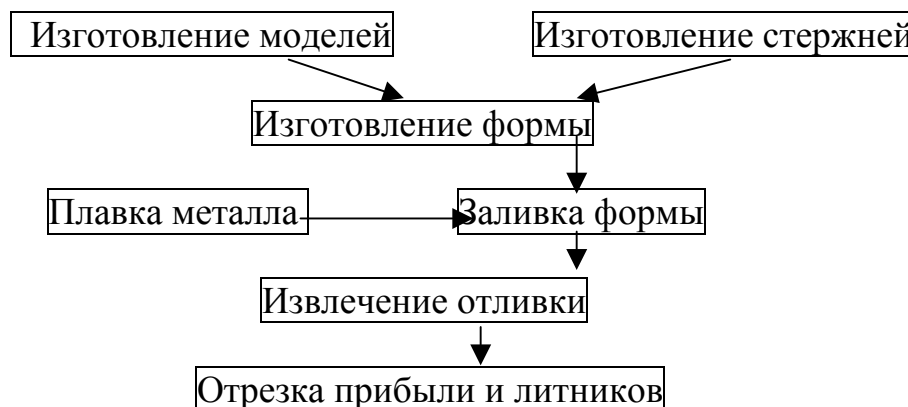 Изготовление моделей
Изготовление стержней
Изготовление формы
Плавка металла
Заливка формы
Извлечение отливки
Отрезка прибыли и литников